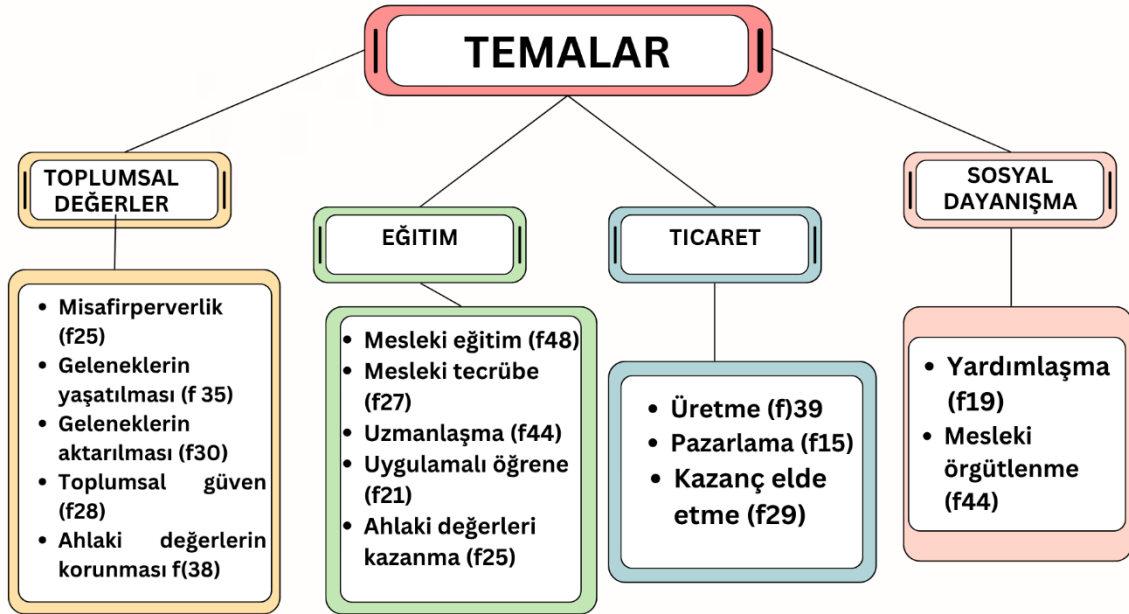 TEMALAR
TOPLUMSAL
DEĞERLER
• Misafirperverlik
(f25)
• Geleneklerin
yaşatılması (f 35)
• Geleneklerin
aktarılması (f30)
• Toplumsal güven
(f28)
• Ahlaki değerlerin
korunması f(38)
EĞITIM
• Mesleki eğitim (f48)
• Mesleki tecrübe
(f27)
• Uzmanlaşma (f44)
• Uygulamalı öğrene
(f21)
• Ahlaki değerleri
kazanma (f25)
TICARET
• Üretme (f)39
• Pazarlama (f15)
• Kazanç elde
etme (f29)
SOSYAL
DAYANIŞMA
• Yardımlaşma
(f19)
• Mesleki
örgütlenme
(f44)